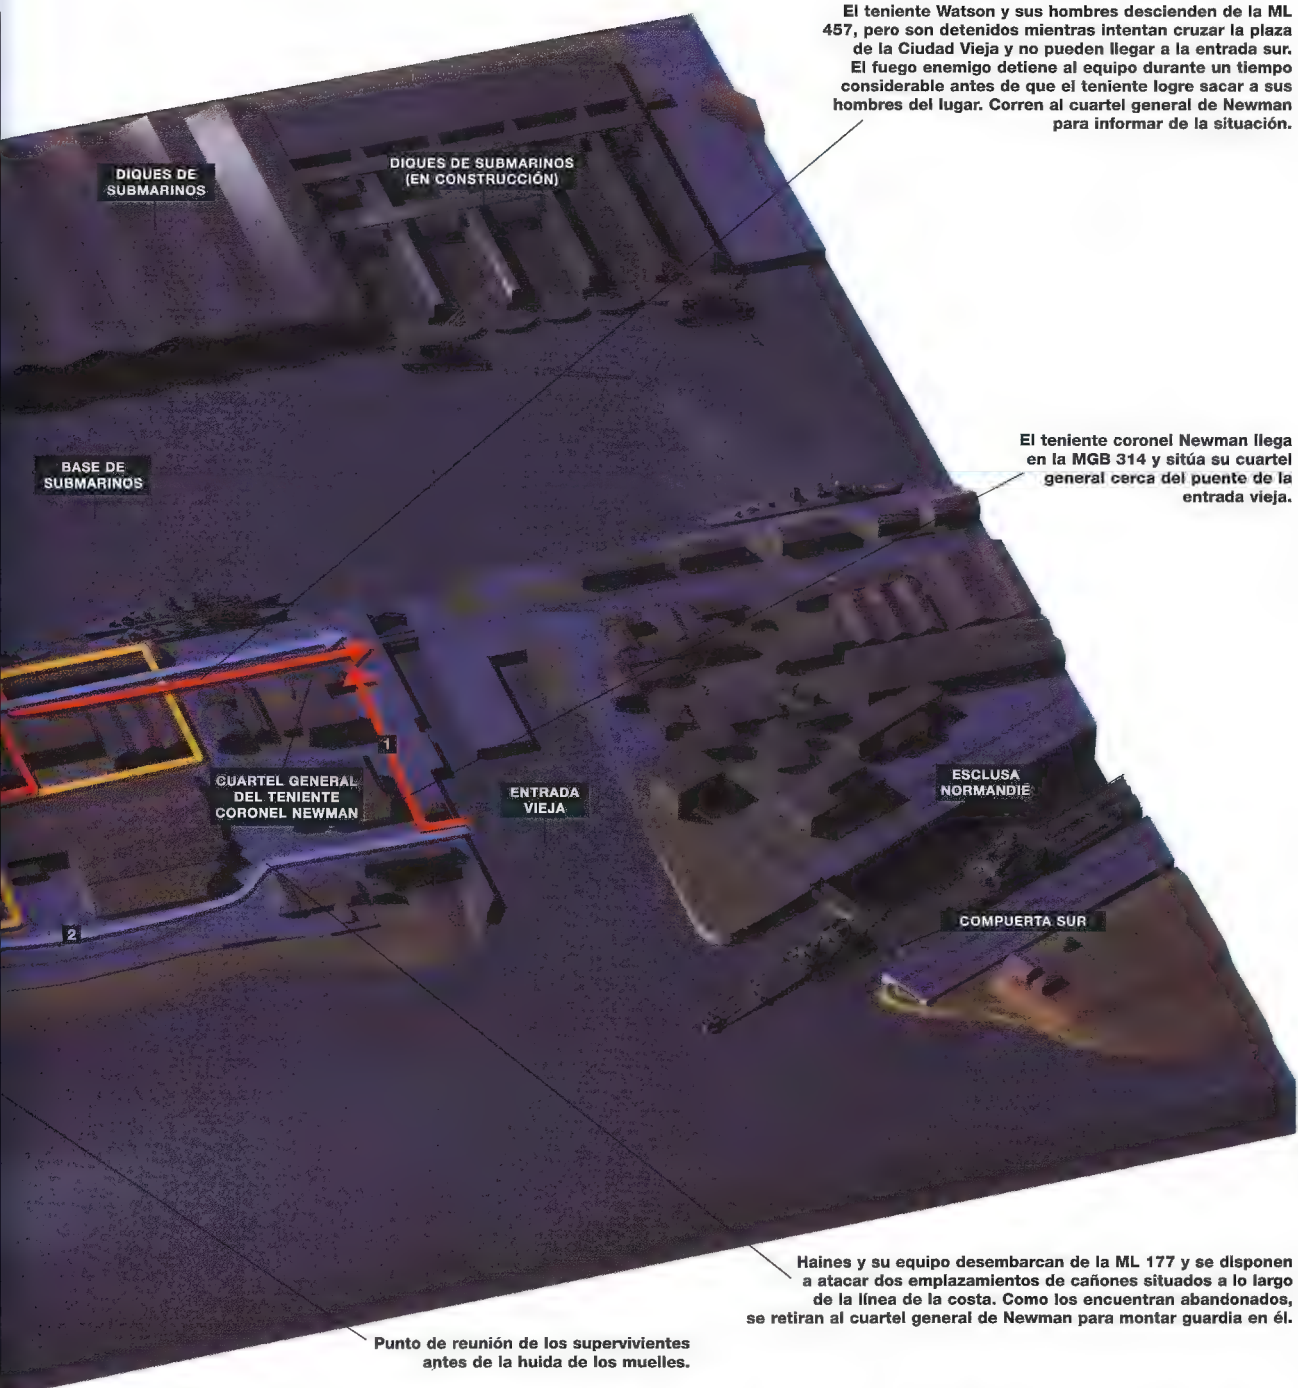 El teniente Watson y sus hombres descienden de la ML
457, pero son detenidos mientras intentan cruzar la plaza
de la Ciudad Vieja y no pueden llegar a la entrada sur.
El fuego enemigo detiene al equipo durante un tiempo
considerable antes de que el teniente logre sacar a sus
hombres del lugar. Corren al cuartel general de Newman
para informar de la situación.
DIQUES DE
SUBMARINOS
DIQUES DE SUBMARINOS
(EN CONSTRUCCIÓN)
El teniente coronel Newman llega
en la MGB 314 y sitúa su cuartel
general cerca del puente de la
entrada vieja.
BASE DE
SUBMARINOS
1
CUARTEL GENERAL
DEL TENIENTE
CORONEL NEWMAN
ENTRADA
VIEJA
ESCLUSA
NORMANDIE
COMPUERTA SUR
2
Haines y su equipo desembarcan de la ML 177 y se disponen
a atacar dos emplazamientos de cañones situados a lo largo
de la línea de la costa. Como los encuentran abandonados,
se retiran al cuartel general de Newman para montar guardia en él.
Punto de reunión de los supervivientes
antes de la huida de los muelles.